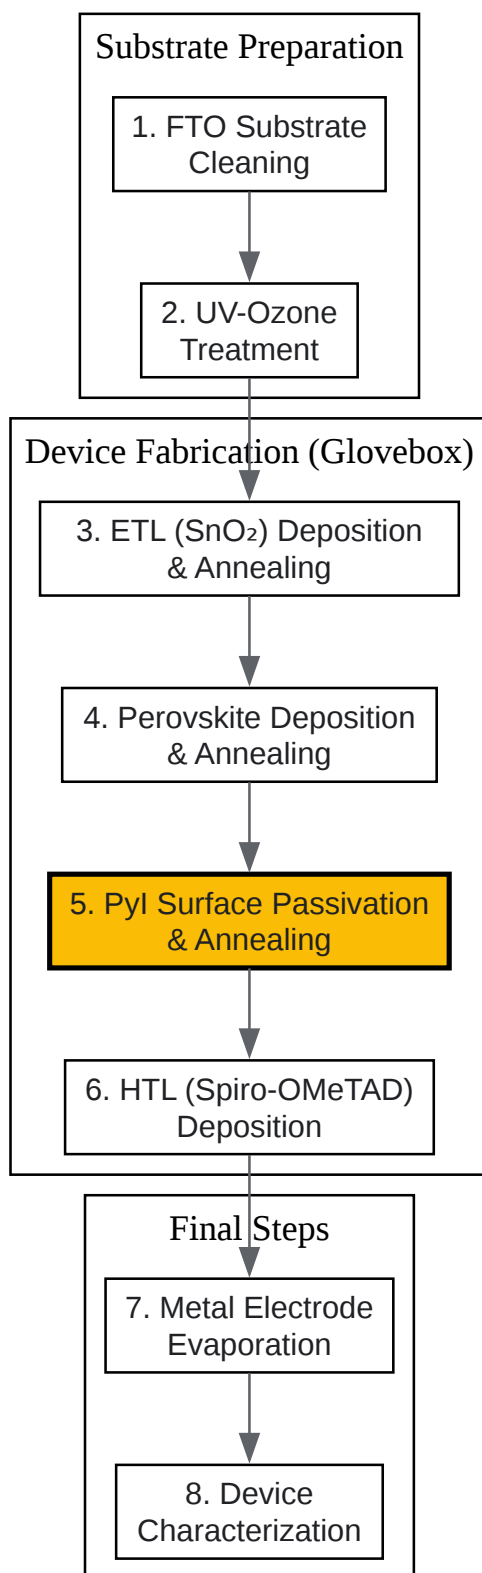 Substrate Preparation
1. FTO Substrate
Cleaning
2. UV-Ozone
Treatment
Device Fabrication (Glovebox)
3. ETL (SnO₂) Deposition
& Annealing
4. Perovskite Deposition
& Annealing
5. PyI Surface Passivation
& Annealing
6. HTL (Spiro-OMeTAD)
Deposition
Final Steps
7. Metal Electrode
Evaporation
8. Device
Characterization